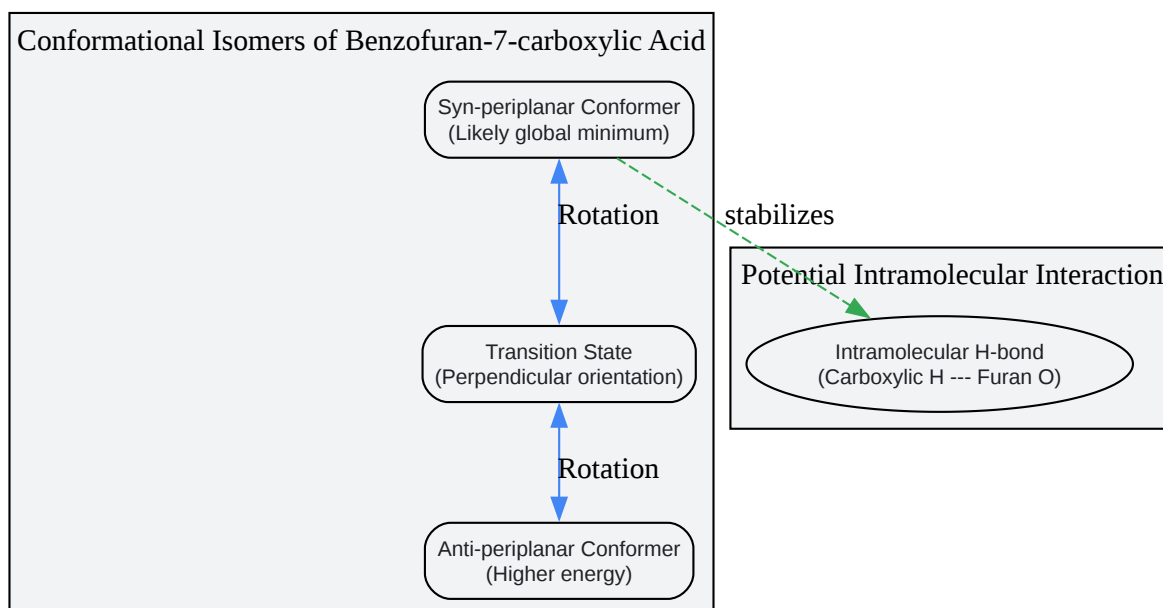 Conformational Isomers of Benzofuran-7-carboxylic Acid
Syn-periplanar Conformer
(Likely global minimum)
Rotation
stabilizes
Potential Intramolecular Interaction
Transition State
(Perpendicular orientation)
Intramolecular H-bond
(Carboxylic H --- Furan O)
Rotation
Anti-periplanar Conformer
(Higher energy)